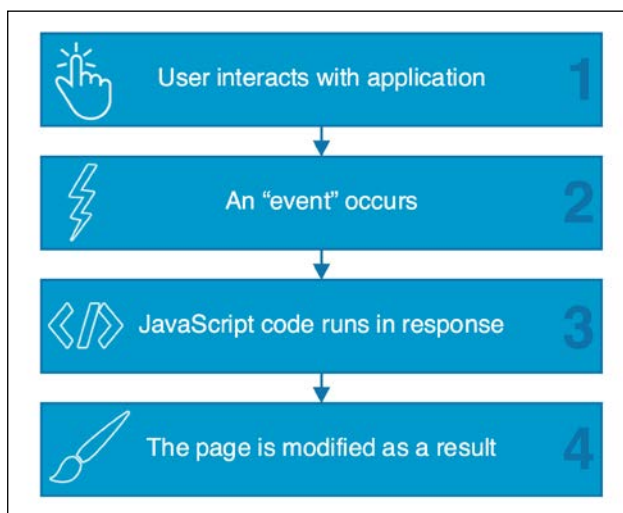 User interacts with application 1
An “event” occurs 2
JavaScript code runs in response 3
The page is modified as a result 4